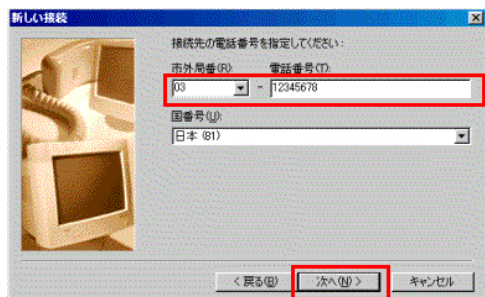 新しい接続
接続先の電話番号を指定してください:
市外局番(R) 電話番号(T):
03 - 12345678
国番号(U):
日本 (81)
< 戻る(B) 次へ(N) > キャンセル